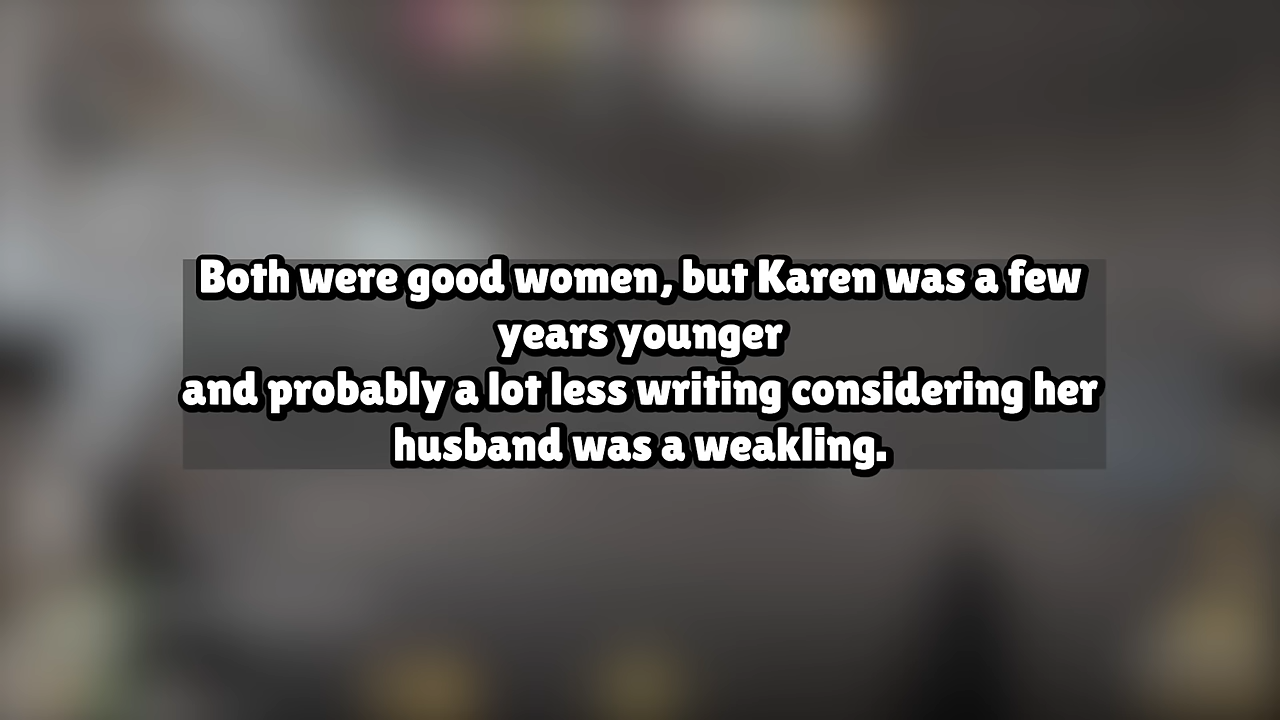 Both were good women, but Karen was a few
years younger
and probably a lot less writing considering her
husband was a weakling.